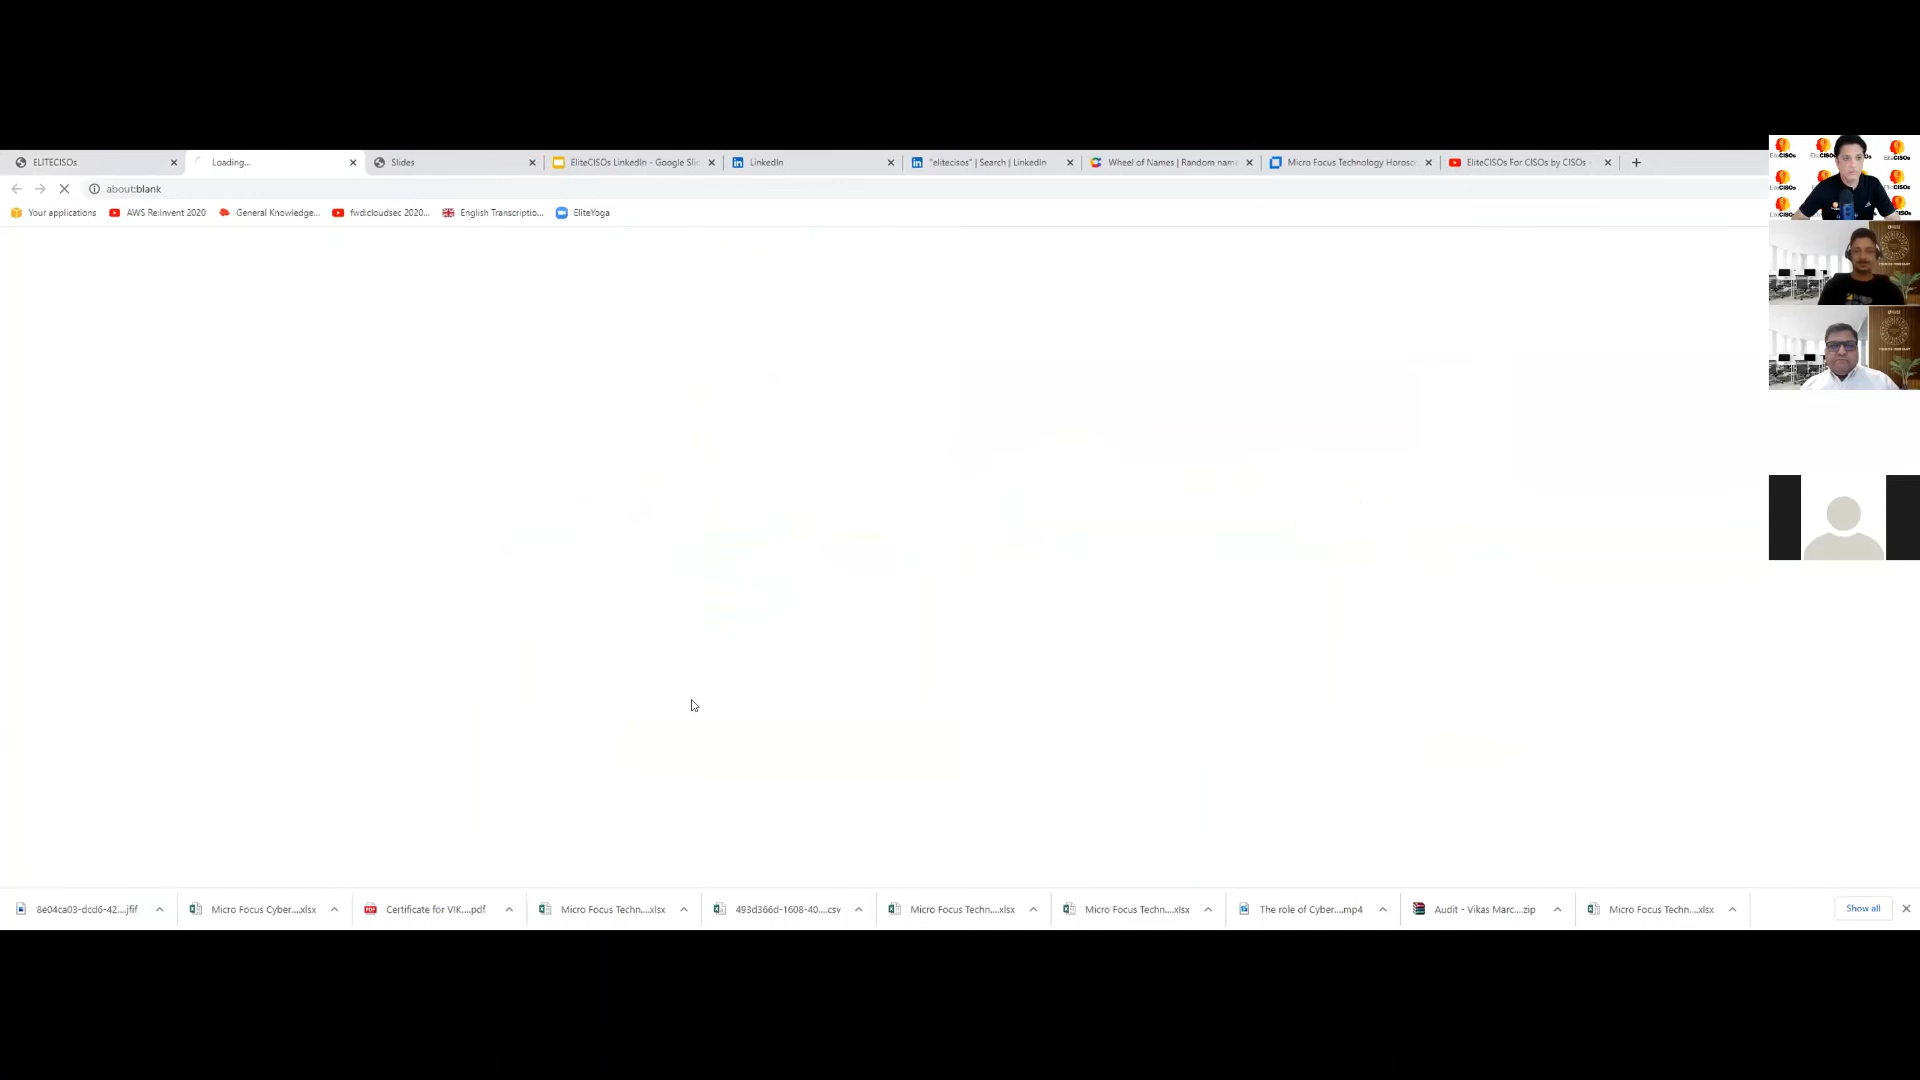 ELITECISOs
Loading...
Slides
EliteCISOs LinkedIn - Google Slic
LinkedIn
"elitecisos" | Search | LinkedIn
Wheel of Names | Random name
Micro Focus Technology Horosc
EliteCISOs For CISOs by CISOs -
about:blank
Your applications
AWS Re:Invent 2020
General Knowledge...
fwd:cloudsec 2020...
English Transcriptio...
EliteYoga
8e04ca03-dcd6-42....jfif
Micro Focus Cyber....xlsx
Certificate for VIK....pdf
Micro Focus Techn....xlsx
493d366d-1608-40....csv
Micro Focus Techn....xlsx
Micro Focus Techn....xlsx
The role of Cyber....mp4
Audit - Vikas Marc....zip
Micro Focus Techn....xlsx
Show all